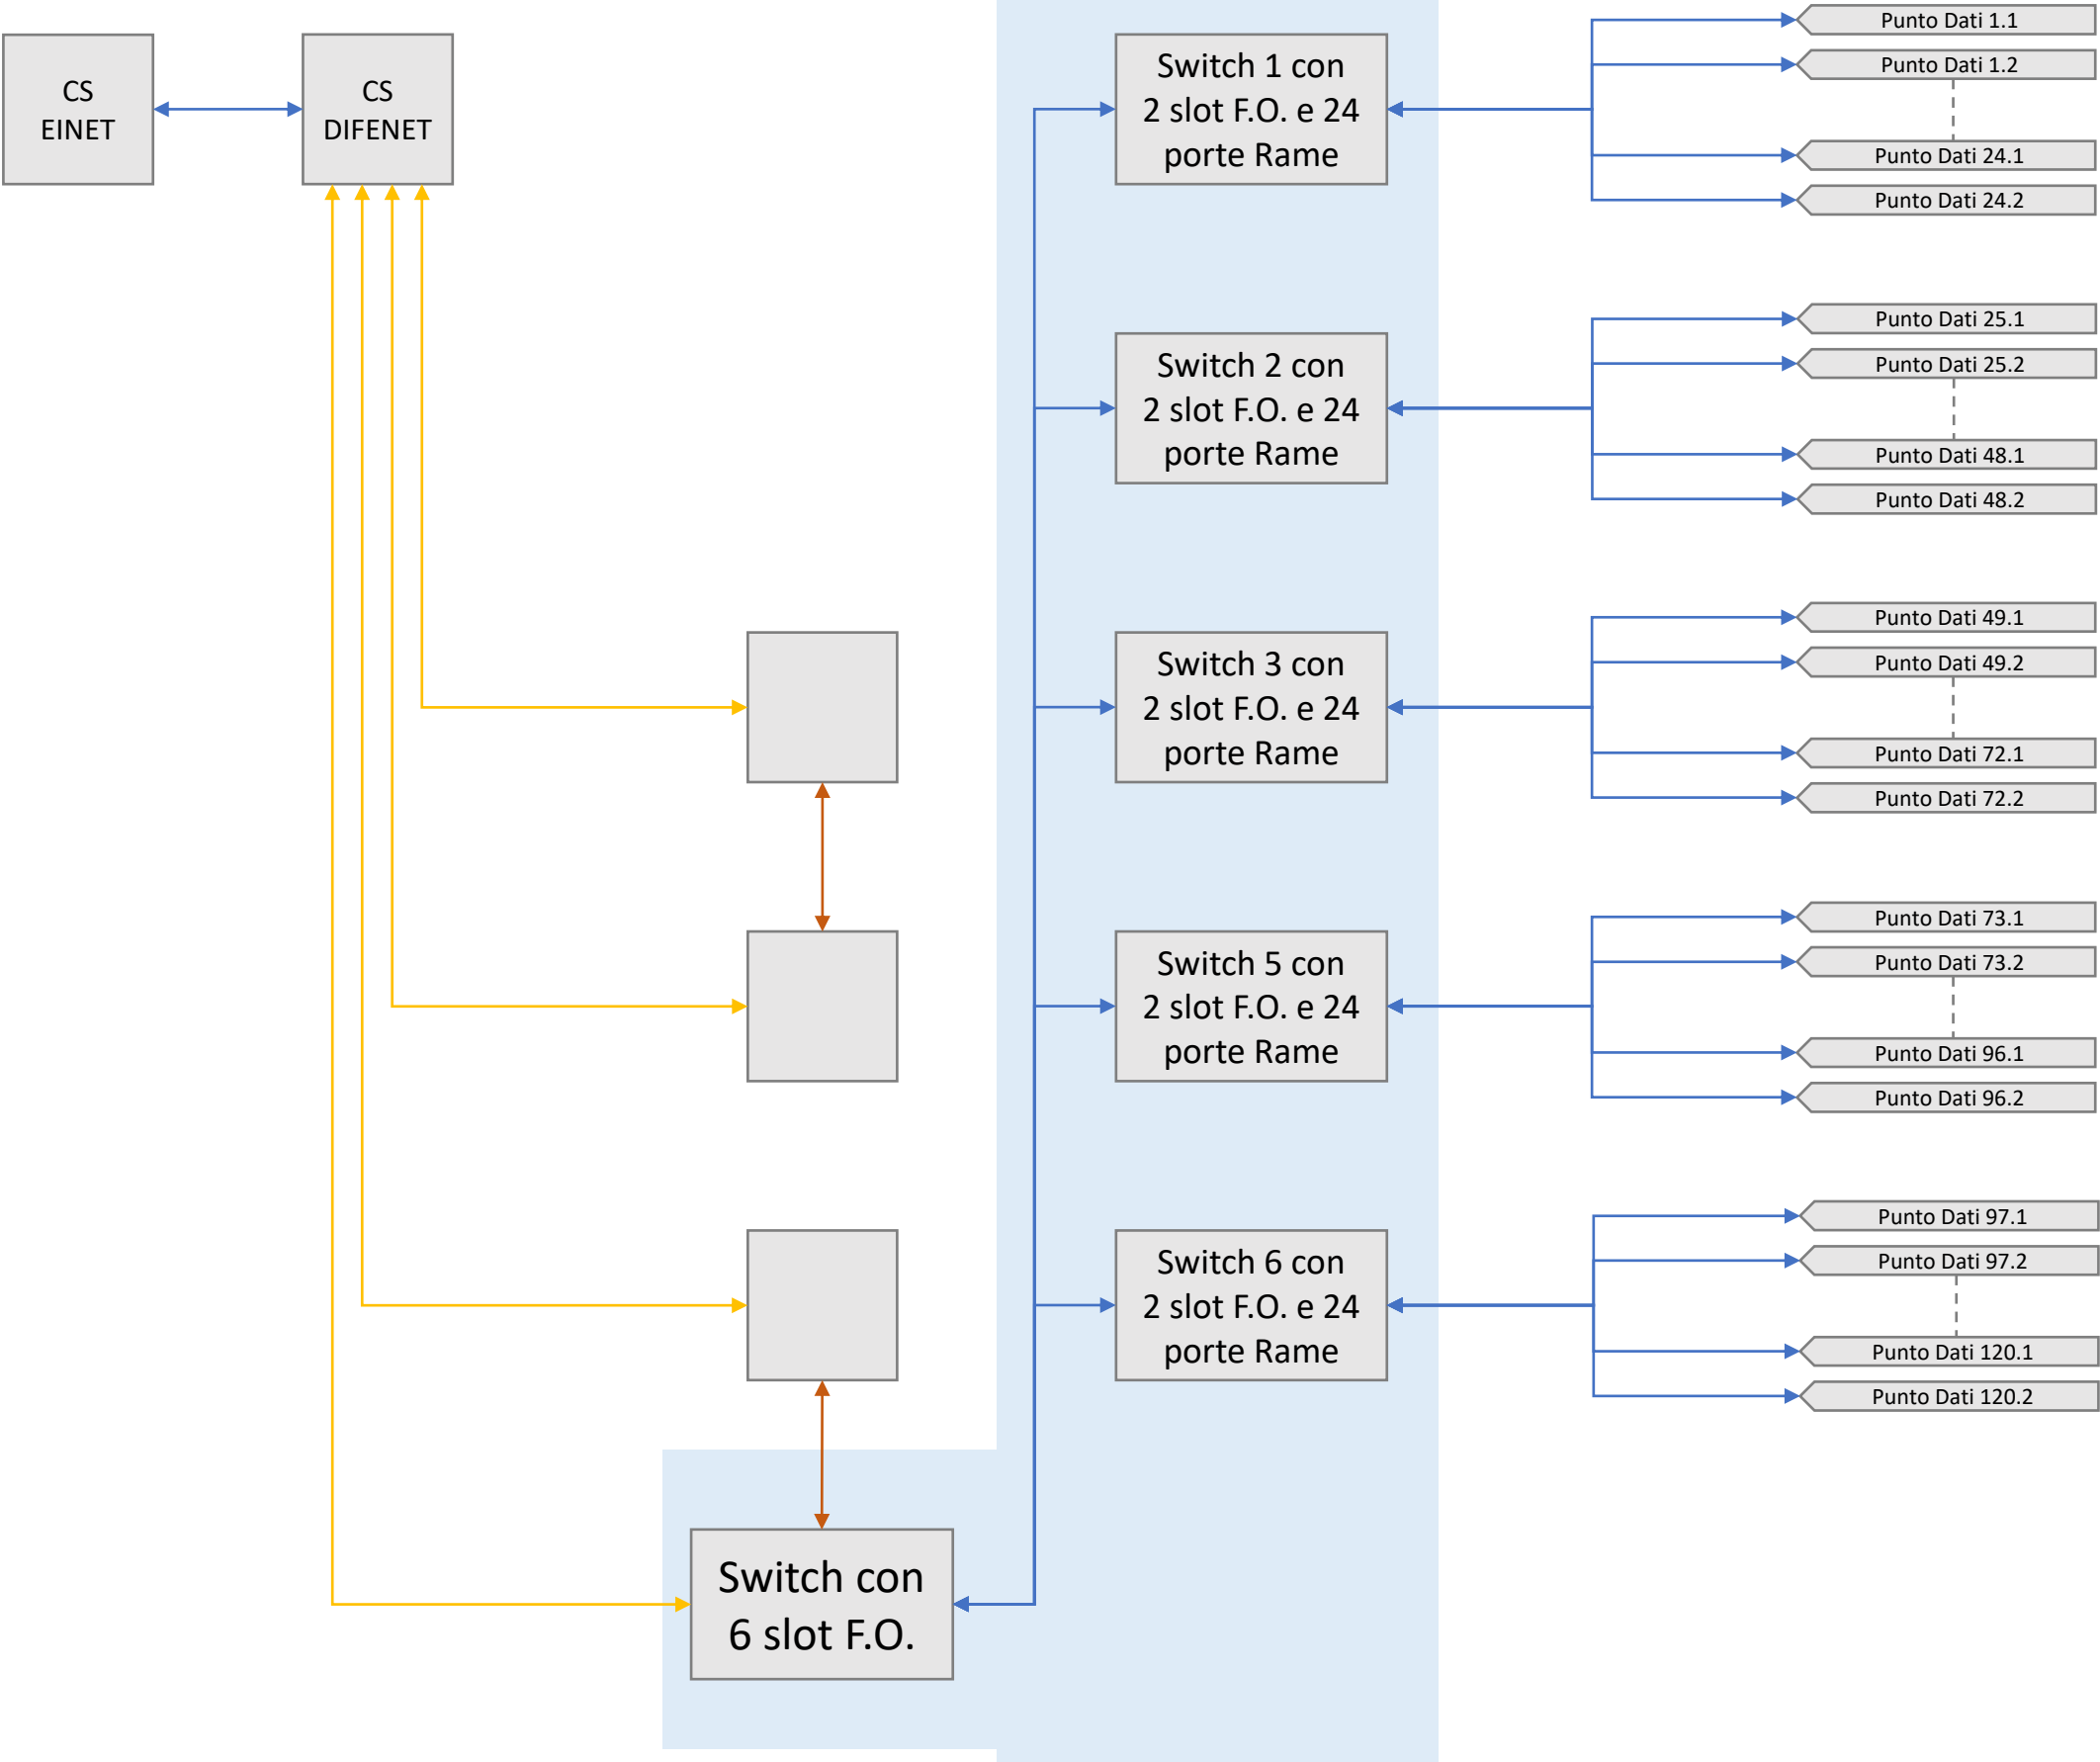 CS
EINET
CS
DIFENET
Switch 1 con
2 slot F.O. e 24
porte Rame
Punto Dati 1.1
Punto Dati 1.2
Punto Dati 24.1
Punto Dati 24.2
Switch 2 con
2 slot F.O. e 24
porte Rame
Punto Dati 25.1
Punto Dati 25.2
Punto Dati 48.1
Punto Dati 48.2
Switch 3 con
2 slot F.O. e 24
porte Rame
Punto Dati 49.1
Punto Dati 49.2
Punto Dati 72.1
Punto Dati 72.2
Switch 5 con
2 slot F.O. e 24
porte Rame
Punto Dati 73.1
Punto Dati 73.2
Punto Dati 96.1
Punto Dati 96.2
Switch 6 con
2 slot F.O. e 24
porte Rame
Punto Dati 97.1
Punto Dati 97.2
Punto Dati 120.1
Punto Dati 120.2
Switch con
6 slot F.O.